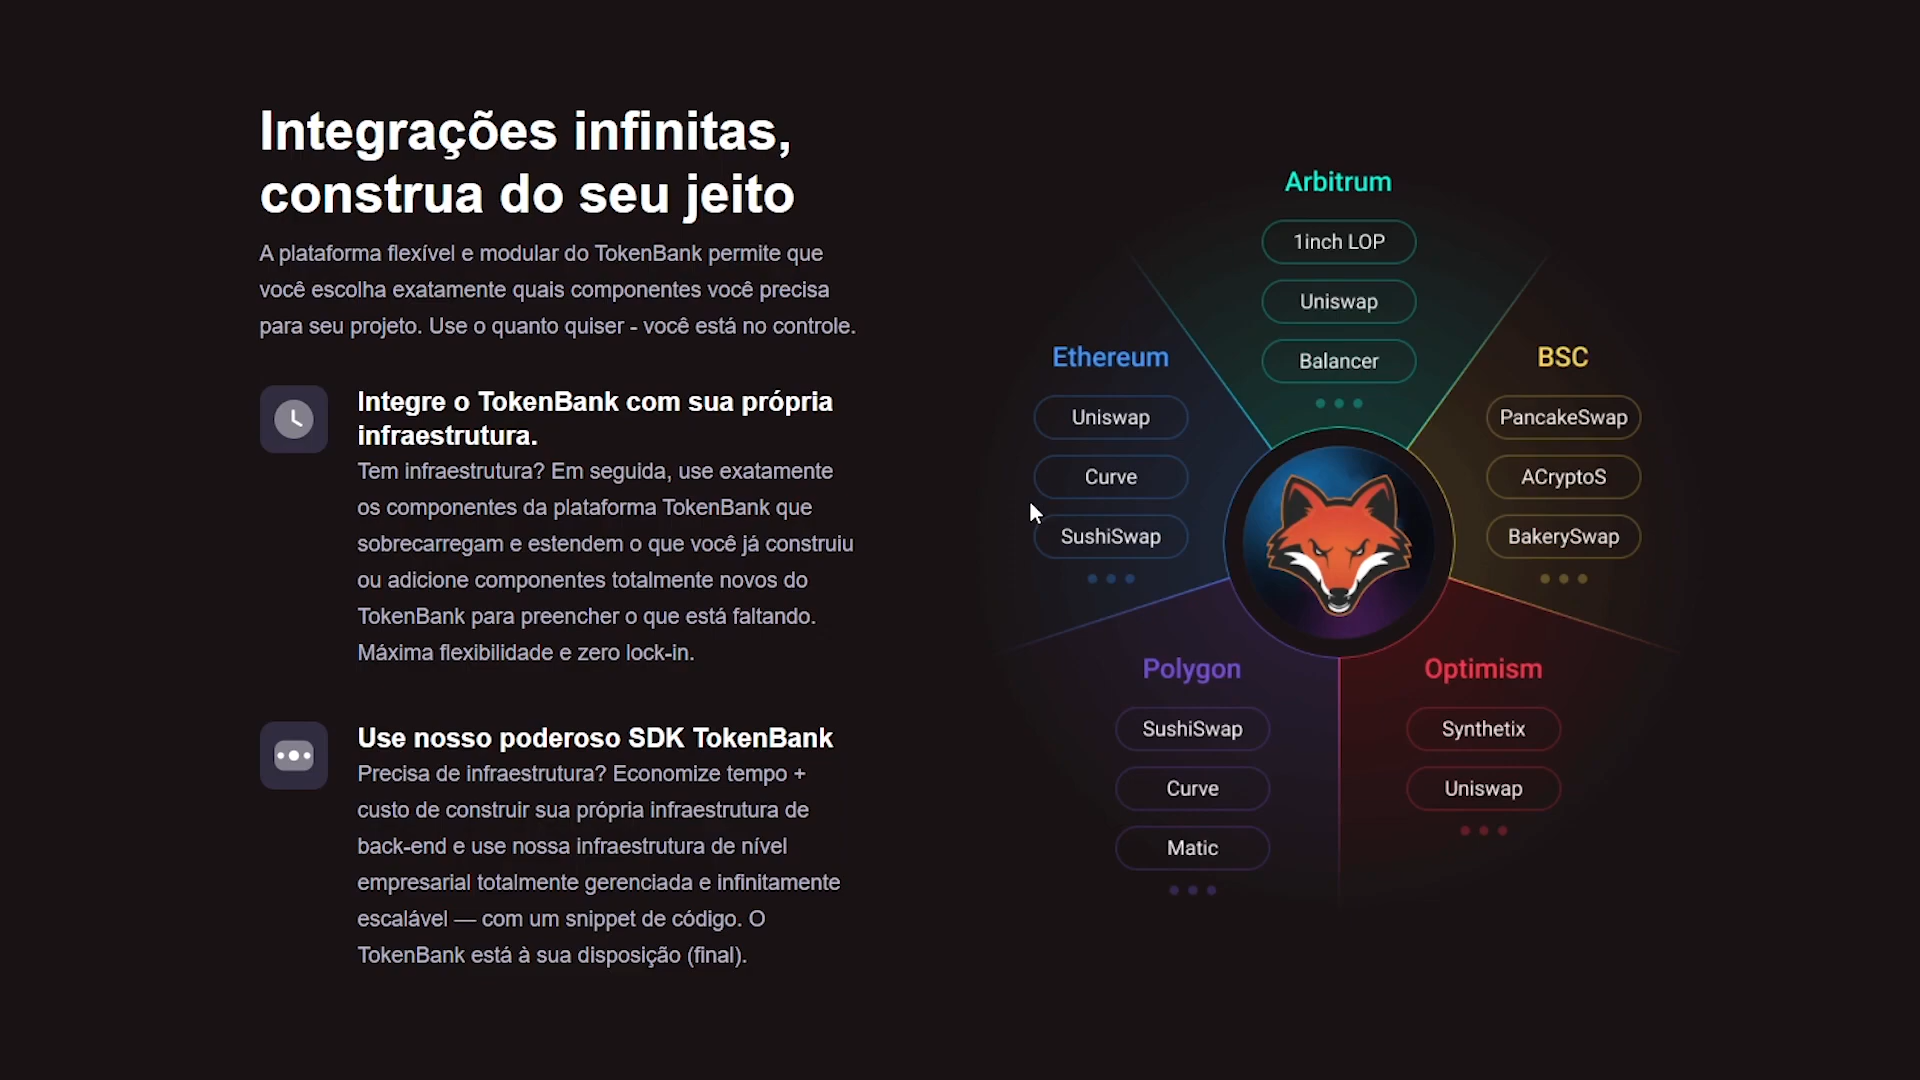 Integrações infinitas,
construa do seu jeito
A plataforma flexível e modular do TokenBank permite que
você escolha exatamente quais componentes você precisa
para seu projeto. Use o quanto quiser - você está no controle.
Integre o TokenBank com sua própria
infraestrutura.
Tem infraestrutura? Em seguida, use exatamente
os componentes da plataforma TokenBank que
sobrecarregam e estendem o que você já construiu
ou adicione componentes totalmente novos do
TokenBank para preencher o que está faltando.
Máxima flexibilidade e zero lock-in.
Use nosso poderoso SDK TokenBank
Precisa de infraestrutura? Economize tempo +
custo de construir sua própria infraestrutura de
back-end e use nossa infraestrutura de nível
empresarial totalmente gerenciada e infinitamente
escalável — com um snippet de código. O
TokenBank está à sua disposição (final).
Arbitrum
1inch LOP
Uniswap
Balancer
Ethereum
Uniswap
Curve
SushiSwap
BSC
PancakeSwap
ACryptoS
BakerySwap
Polygon
SushiSwap
Curve
Matic
Optimism
Synthetix
Uniswap